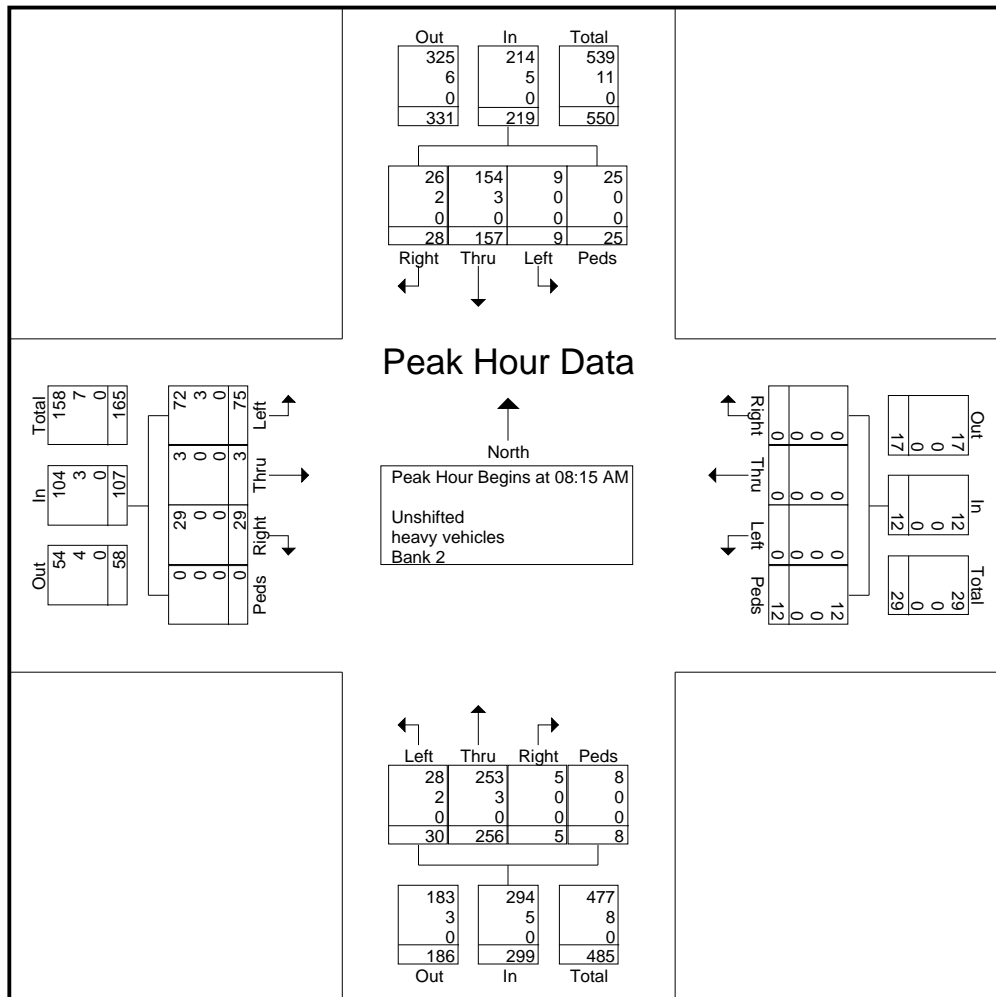 Out In Total
325 214 539
6 5 11
0 0 0
331 219 550
26 154 9 25
2 3 0 0
0 0 0 0
28 157 9 25
Right Thru Left Peds
Peak Hour Data
North
Peak Hour Begins at 08:15 AM
Unshifted
heavy vehicles
Bank 2
Total
158 7 0 165
In
104 3 0 107
Out
54 4 0 58
72 3 0 75
Left
3 0 0 3
Thru
29 0 0 29
Right
0 0 0 0
Peds
Right
0 0 0 0
Thru
0 0 0 0
Left
0 0 0 0
Peds
12 0 0 12
Out
17 0 0 17
In
12 0 0 12
Total
29 0 0 29
Left Thru Right Peds
28 253 5 8
2 3 0 0
0 0 0 0
30 256 5 8
183 294 477
3 5 8
0 0 0
186 299 485
Out In Total